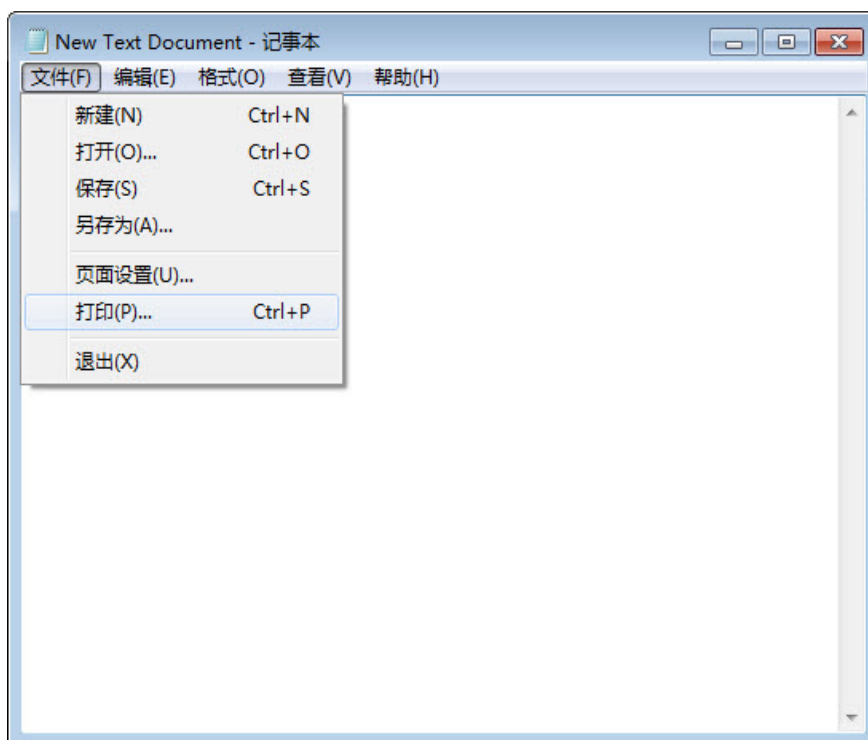 New Text Document - 记事本
文件(F) 编辑(E) 格式(O) 查看(V) 帮助(H)
新建(N) Ctrl+N
打开(O)... Ctrl+O
保存(S) Ctrl+S
另存为(A)...
页面设置(U)...
打印(P)... Ctrl+P
退出(X)